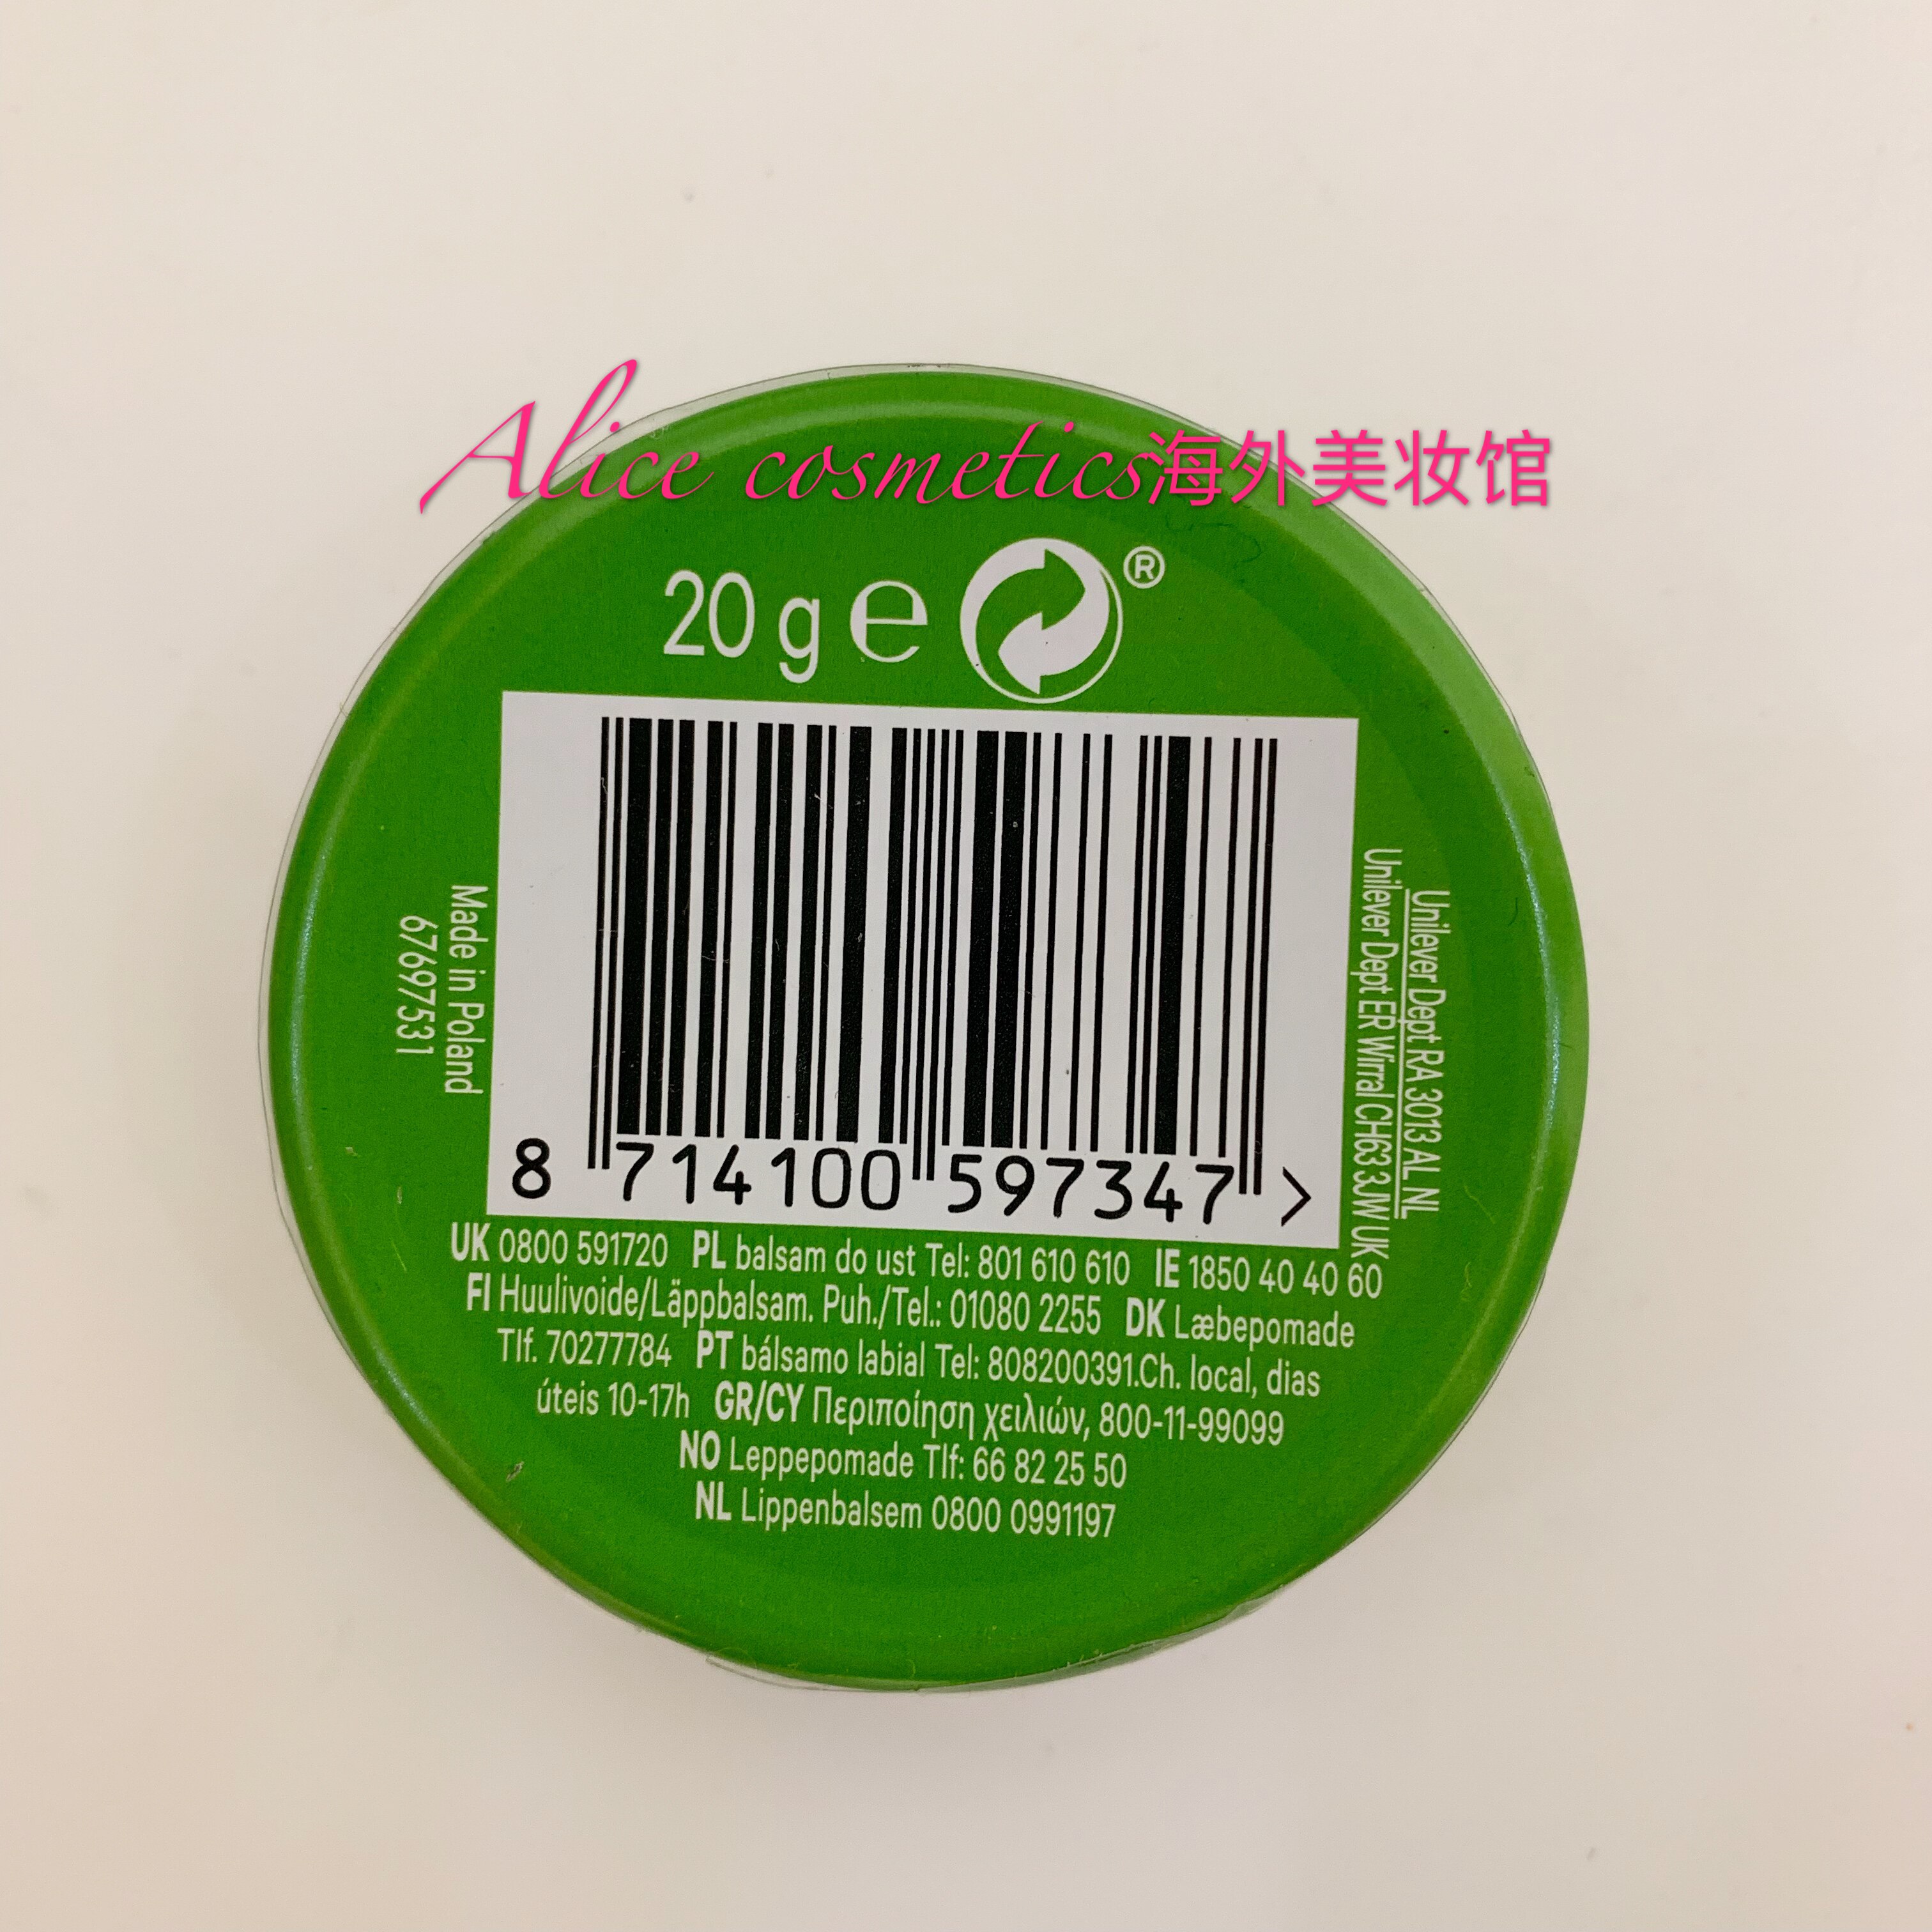 Alice cosmetics海外美妆馆
20 g e ®
8 714100 597347 >
Made in Poland
67697531
Unilever Dept RA 3013 AL NL
Unilever Dept ER Wirral CH63 3JW UK
UK 0800 591720 PL balsam do ust Tel: 801 610 610 IE 1850 40 40 60
FI Huulivoide/Läppbalsam. Puh./Tel.: 01080 2255 DK Læbepomade
Tlf. 70277784 PT bálsamo labial Tel: 808200391.Ch. local, dias
úteis 10-17h GR/CY Περιποίηση χειλιών, 800-11-99099
NO Leppepomade Tlf: 66 82 25 50
NL Lippenbalsem 0800 0991197